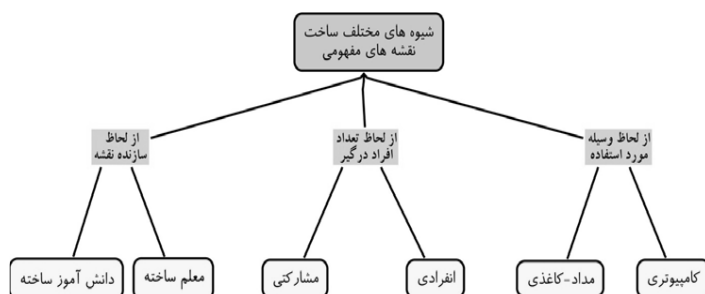 شیوه های مختلف ساخت
نقشه های مفهومی
از لحاظ وسیله
مورد استفاده
از لحاظ تعداد
افراد درگیر
از لحاظ
سازنده نقشه
کامپیوتری
مداد-کاغذی
انفرادی
مشارکتی
معلم ساخته
دانش آموز ساخته